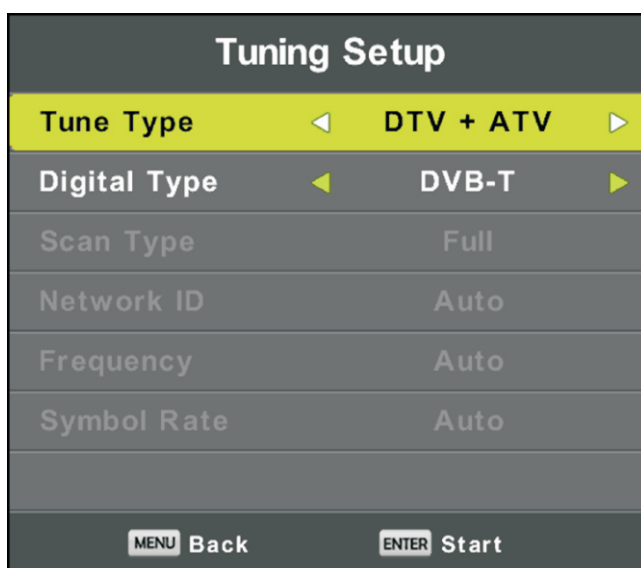 Tuning Setup
Tune Type DTV + ATV
Digital Type DVB-T
Scan Type Full
Network ID Auto
Frequency Auto
Symbol Rate Auto
MENU Back ENTER Start